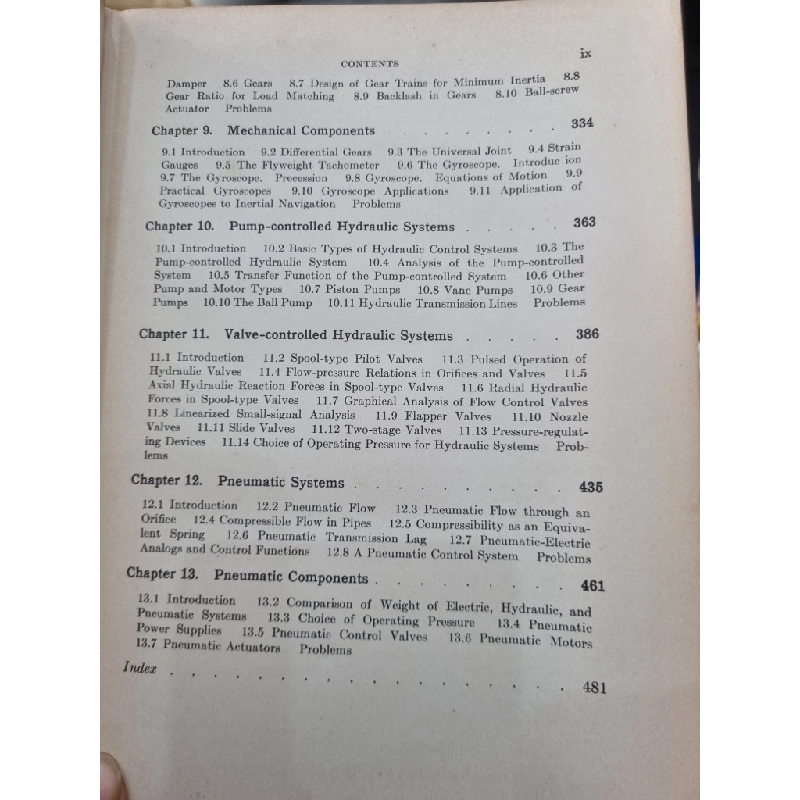 CONTENTS ix
Damper 8.6 Gears 8.7 Design of Gear Trains for Minimum Inertia 8.8
Gear Ratio for Load Matching 8.9 Backlash in Gears 8.10 Ball-screw
Actuator Problems
Chapter 9. Mechanical Components . . . . . . . . 334
9.1 Introduction 9.2 Differential Gears 9.3 The Universal Joint 9.4 Strain
Gauges 9.5 The Flyweight Tachometer 9.6 The Gyroscope. Introduc ion
9.7 The Gyroscope. Precession 9.8 Gyroscope. Equations of Motion 9.9
Practical Gyroscopes 9.10 Gyroscope Applications 9.11 Application of
Gyroscopes to Inertial Navigation Problems
Chapter 10. Pump-controlled Hydraulic Systems . . . . . 363
10.1 Introduction 10.2 Basic Types of Hydraulic Control Systems 10.3 The
Pump-controlled Hydraulic System 10.4 Analysis of the Pump-controlled
System 10.5 Transfer Function of the Pump-controlled System 10.6 Other
Pump and Motor Types 10.7 Piston Pumps 10.8 Vane Pumps 10.9 Gear
Pumps 10.10 The Ball Pump 10.11 Hydraulic Transmission Lines Problems
Chapter 11. Valve-controlled Hydraulic Systems . . . . . 386
11.1 Introduction 11.2 Spool-type Pilot Valves 11.3 Pulsed Operation of
Hydraulic Valves 11.4 Flow-pressure Relations in Orifices and Valves 11.5
Axial Hydraulic Reaction Forces in Spool-type Valves 11.6 Radial Hydraulic
Forces in Spool-type Valves 11.7 Graphical Analysis of Flow Control Valves
11.8 Linearized Small-signal Analysis 11.9 Flapper Valves 11.10 Nozzle
Valves 11.11 Slide Valves 11.12 Two-stage Valves 11.13 Pressure-regulat-
ing Devices 11.14 Choice of Operating Pressure for Hydraulic Systems Prob-
lems
Chapter 12. Pneumatic Systems . . . . . . . . . . 435
12.1 Introduction 12.2 Pneumatic Flow 12.3 Pneumatic Flow through an
Orifice 12.4 Compressible Flow in Pipes 12.5 Compressibility as an Equiva-
lent Spring 12.6 Pneumatic Transmission Lag 12.7 Pneumatic-Electric
Analogs and Control Functions 12.8 A Pneumatic Control System Problems
Chapter 13. Pneumatic Components . . . . . . . . . 461
13.1 Introduction 13.2 Comparison of Weight of Electric, Hydraulic, and
Pneumatic Systems 13.3 Choice of Operating Pressure 13.4 Pneumatic
Power Supplies 13.5 Pneumatic Control Valves 13.6 Pneumatic Motors
13.7 Pneumatic Actuators Problems
Index . . . . . . . . . . . . . . . . . 481